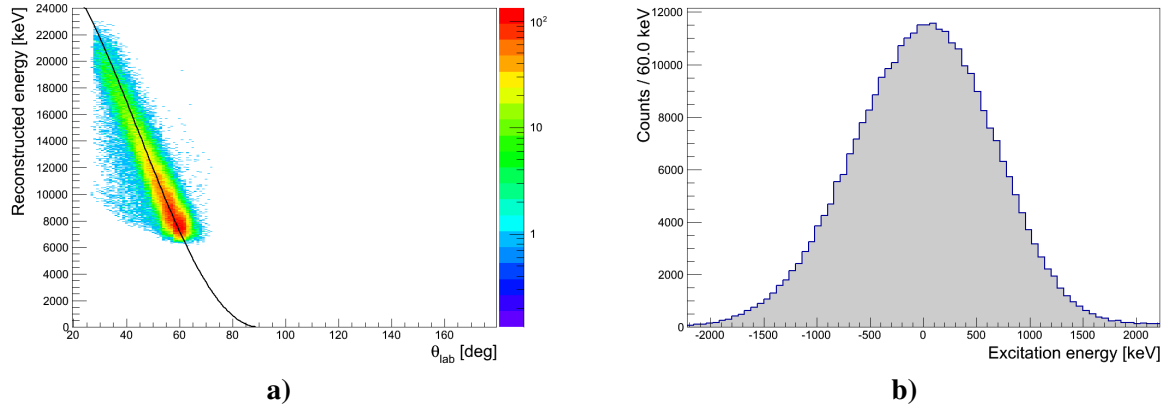 24000
22000
20000
18000
16000
14000
12000
10000
8000
6000
4000
2000
0
Reconstructed energy [keV]
20 40 60 80 100 120 140 160
θlab [deg]
10²
10
1
a)
12000
10000
8000
6000
4000
2000
0
Counts / 60.0 keV
-2000 -1500 -1000 -500 0 500 1000 1500 2000
Excitation energy [keV]
b)